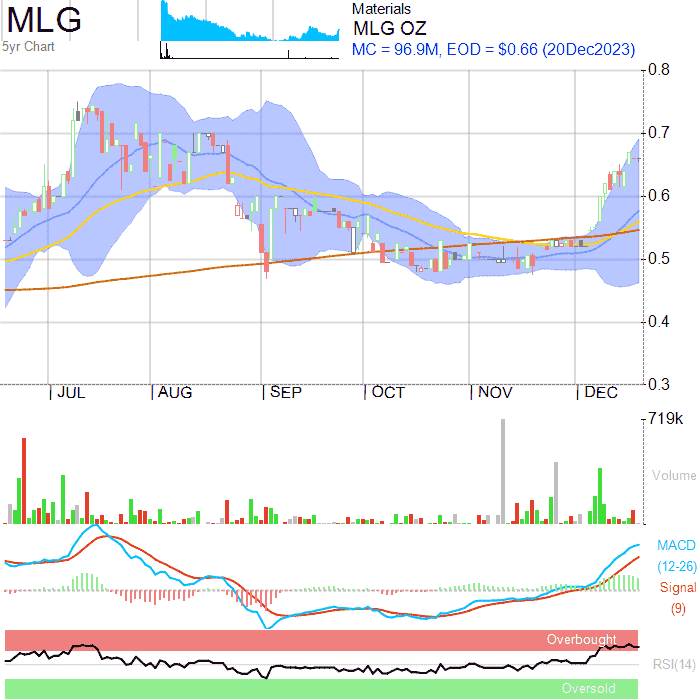 MLG
5yr Chart
Materials
MLG OZ
MC = 96.9M, EOD = $0.66 (20Dec2023)
0.8
0.7
0.6
0.5
0.4
0.3
JUL AUG SEP OCT NOV DEC
719k
Volume
MACD
(12-26)
Signal
(9)
Overbought
RSI(14)
Oversold